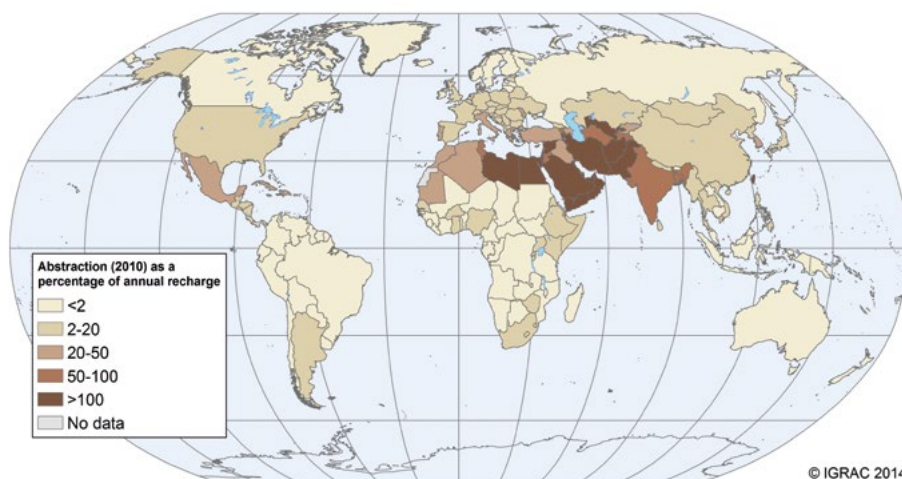 Abstraction (2010) as a
percentage of annual recharge
<2
2-20
20-50
50-100
>100
No data
© IGRAC 2014